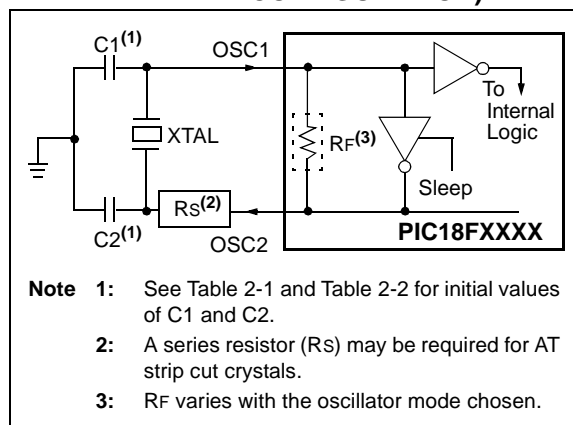 C1(1)
OSC1
To
Internal
Logic
XTAL
RF(3)
Sleep
RS(2)
C2(1)
OSC2
PIC18FXXXX
Note 1: See Table 2-1 and Table 2-2 for initial values
of C1 and C2.
2: A series resistor (RS) may be required for AT
strip cut crystals.
3: RF varies with the oscillator mode chosen.